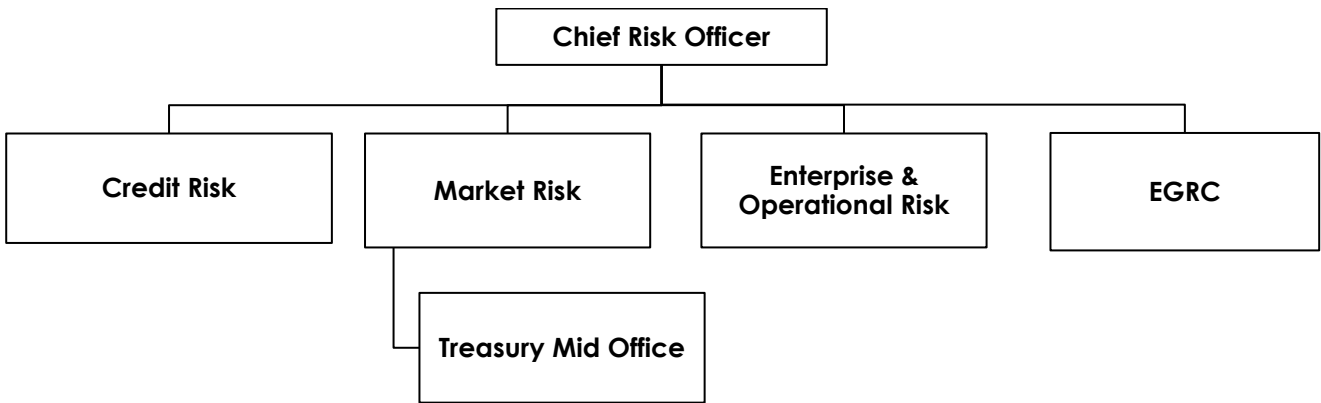 Chief Risk Officer
Credit Risk
Market Risk
Enterprise &
Operational Risk
EGRC
Treasury Mid Office